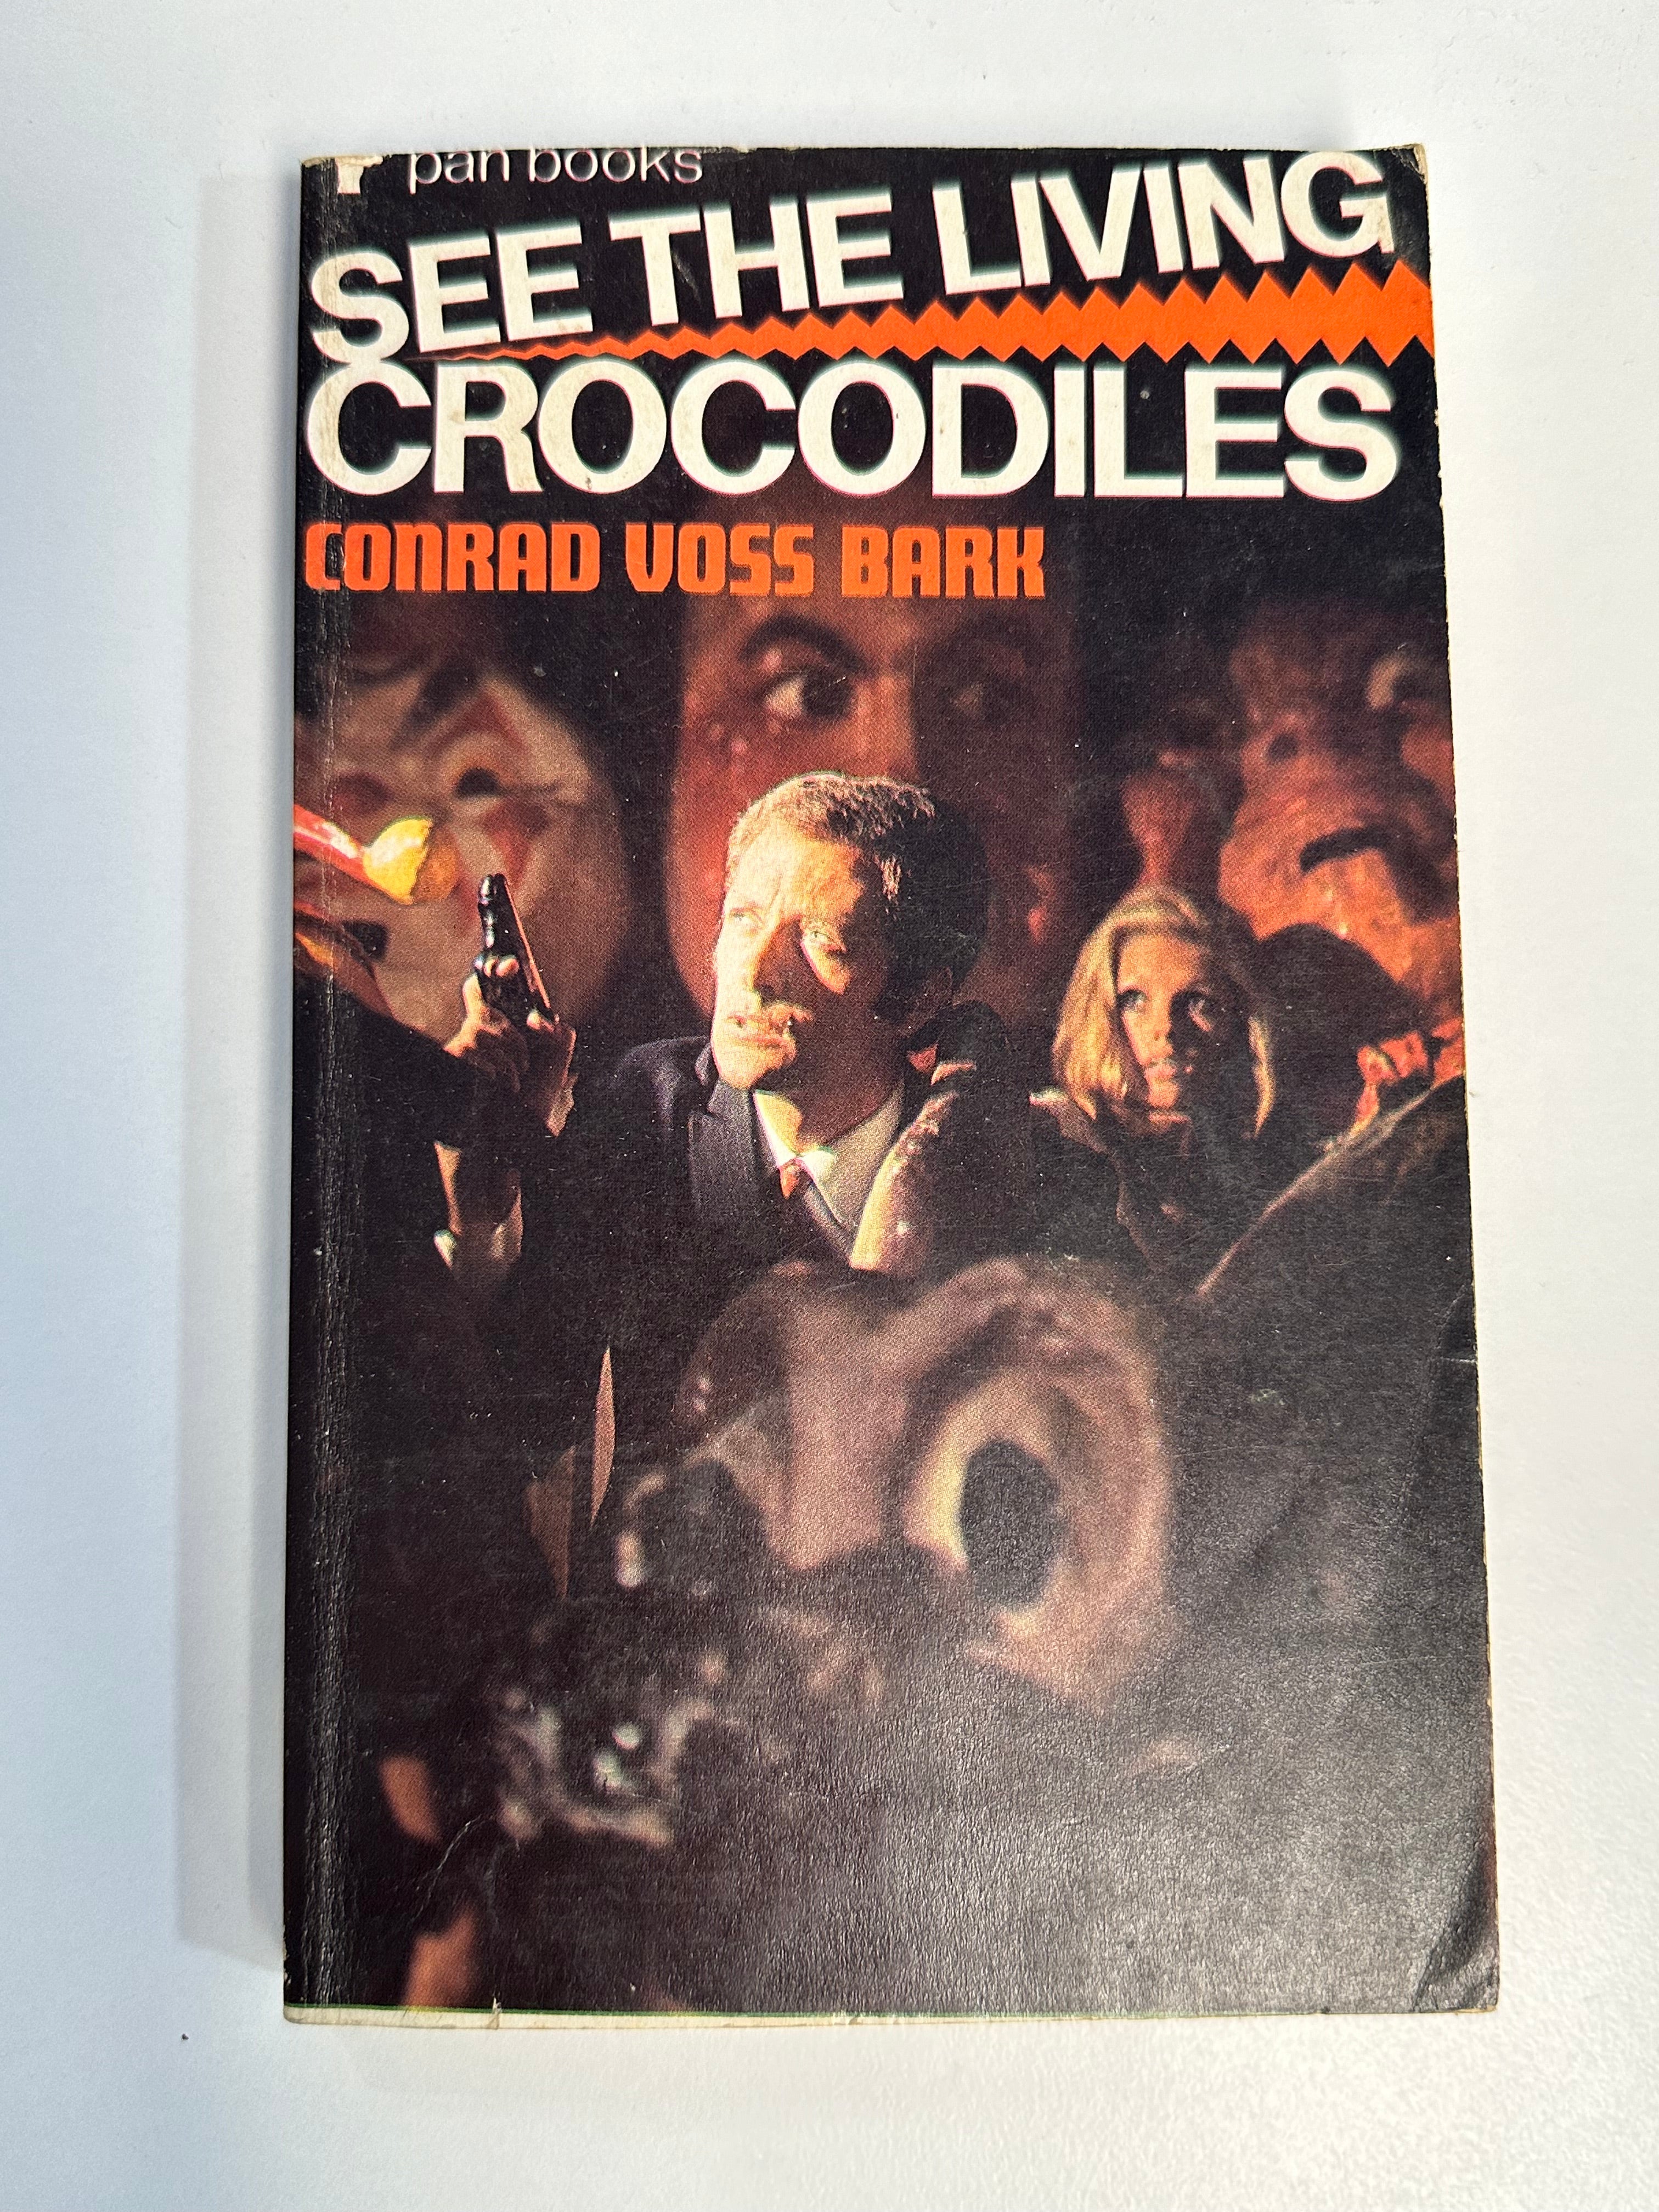 pan books
SEE THE LIVING
CROCODILES
CONRAD VOSS BARK